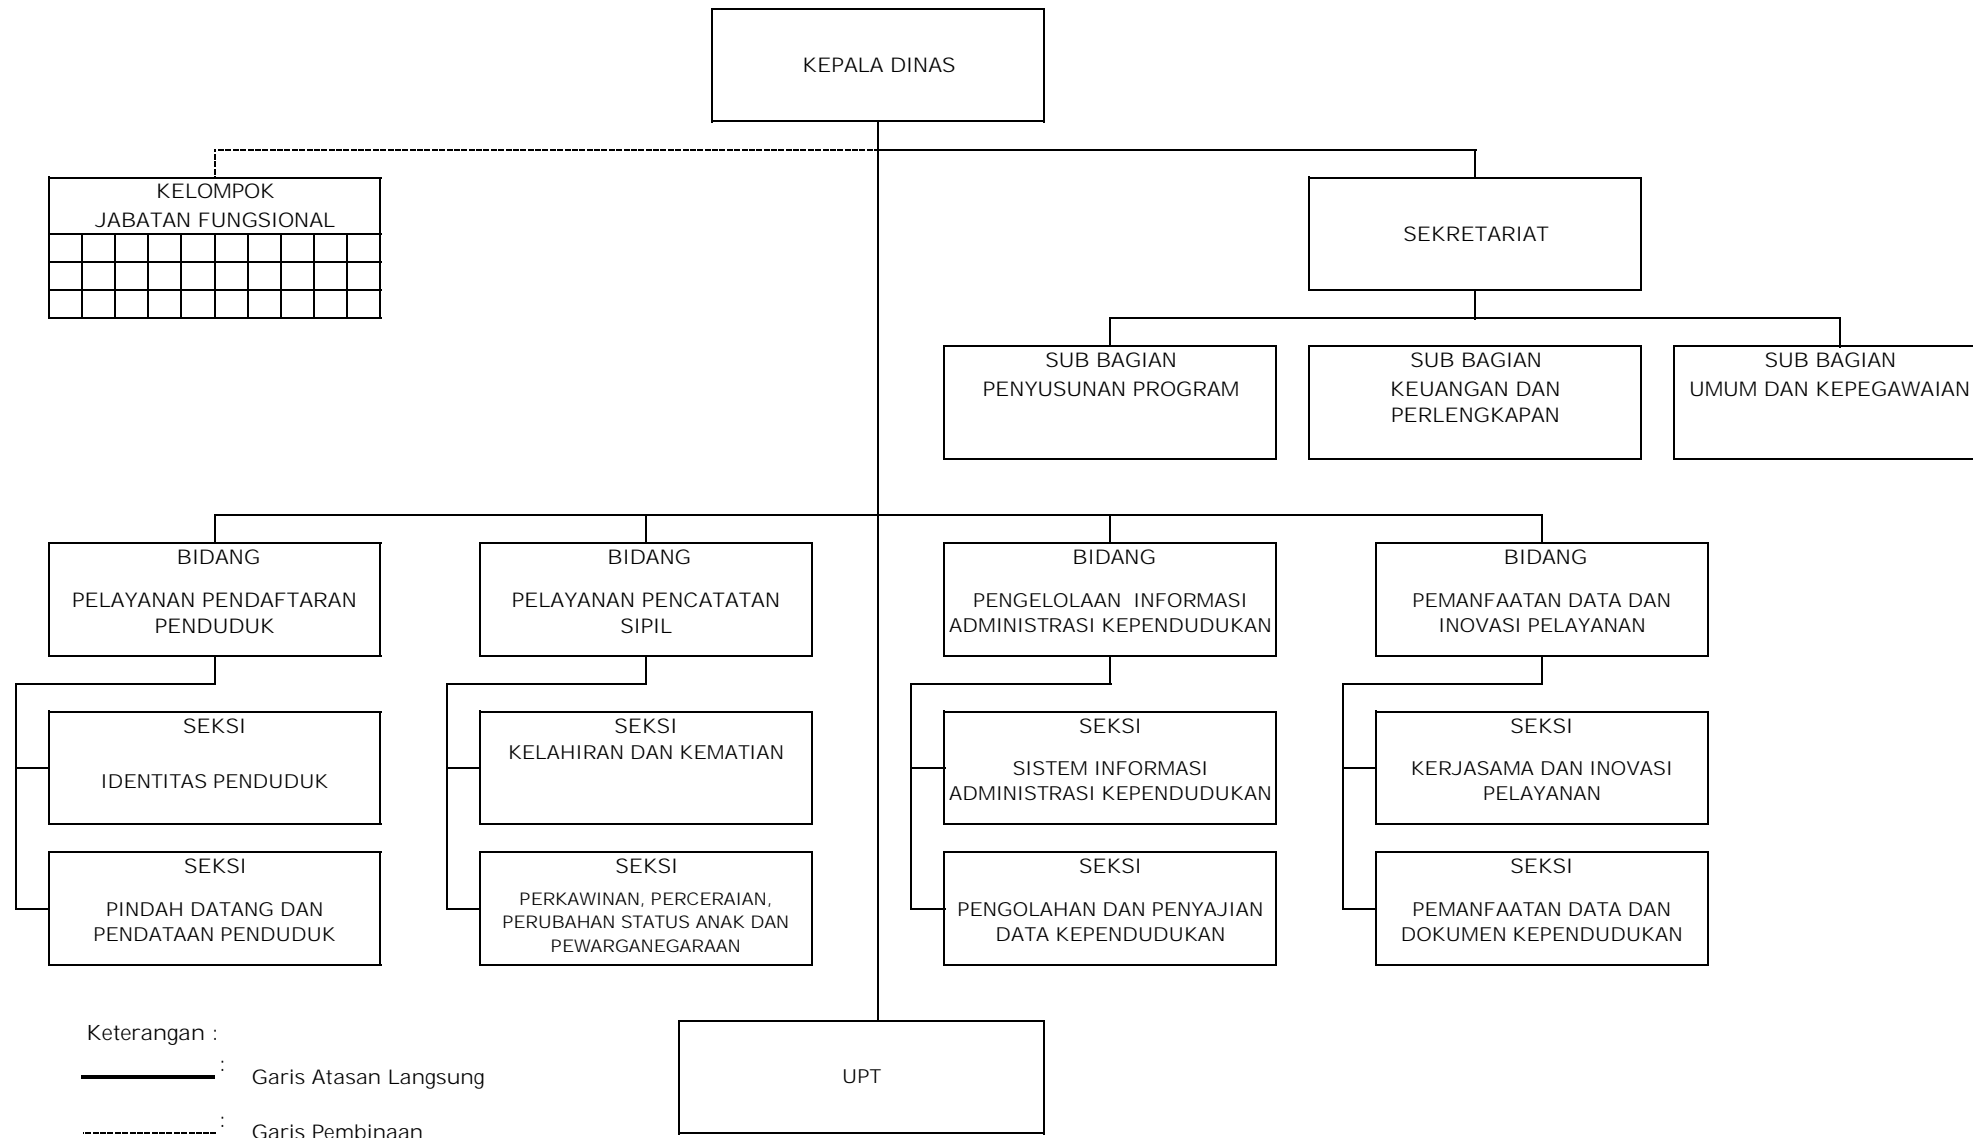 KEPALA DINAS
KELOMPOK
JABATAN FUNGSIONAL
SEKRETARIAT
SUB BAGIAN
PENYUSUNAN PROGRAM
SUB BAGIAN
KEUANGAN DAN
PERLENGKAPAN
SUB BAGIAN
UMUM DAN KEPEGAWAIAN
BIDANG
PELAYANAN PENDAFTARAN
PENDUDUK
BIDANG
PELAYANAN PENCATATAN
SIPIL
BIDANG
PENGELOLAAN  INFORMASI
ADMINISTRASI KEPENDUDUKAN
BIDANG
PEMANFAATAN DATA DAN
INOVASI PELAYANAN
SEKSI
IDENTITAS PENDUDUK
SEKSI
KELAHIRAN DAN KEMATIAN
SEKSI
SISTEM INFORMASI
ADMINISTRASI KEPENDUDUKAN
SEKSI
KERJASAMA DAN INOVASI
PELAYANAN
SEKSI
PINDAH DATANG DAN
PENDATAAN PENDUDUK
SEKSI
PERKAWINAN, PERCERAIAN,
PERUBAHAN STATUS ANAK DAN
PEWARGANEGARAAN
SEKSI
PENGOLAHAN DAN PENYAJIAN
DATA KEPENDUDUKAN
SEKSI
PEMANFAATAN DATA DAN
DOKUMEN KEPENDUDUKAN
Keterangan :
: Garis Atasan Langsung
: Garis Pembinaan
UPT